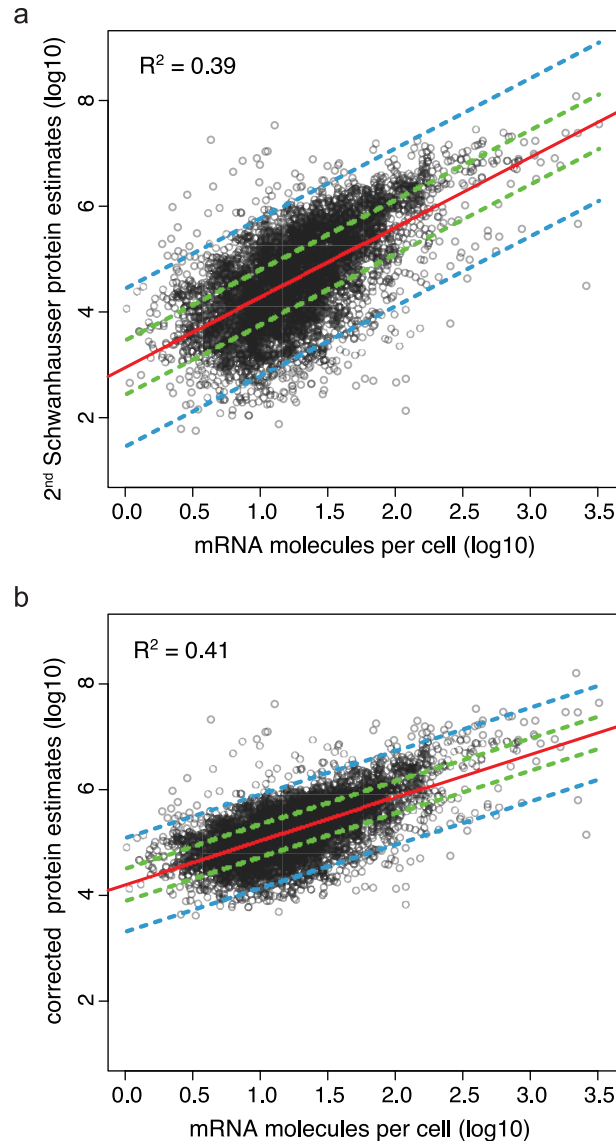 a
R² = 0.39
2ⁿᵈ Schwanhausser protein estimates (log10)
8
6
4
2
0.0 0.5 1.0 1.5 2.0 2.5 3.0 3.5
mRNA molecules per cell (log10)
b
R² = 0.41
corrected protein estimates (log10)
8
6
4
2
0.0 0.5 1.0 1.5 2.0 2.5 3.0 3.5
mRNA molecules per cell (log10)